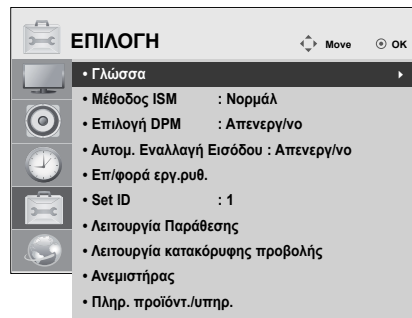 ΕΠΙΛΟΓΗ Move OK
• Γλώσσα
• Μέθοδος ISM : Νορμάλ
• Επιλογή DPM : Απενεργ/νο
• Αυτομ. Εναλλαγή Εισόδου : Απενεργ/νο
• Επ/φορά εργ.ρυθ.
• Set ID : 1
• Λειτουργία Παράθεσης
• Λειτουργία κατακόρυφης προβολής
• Ανεμιστήρας
• Πληρ. προϊόντ./υπηρ.